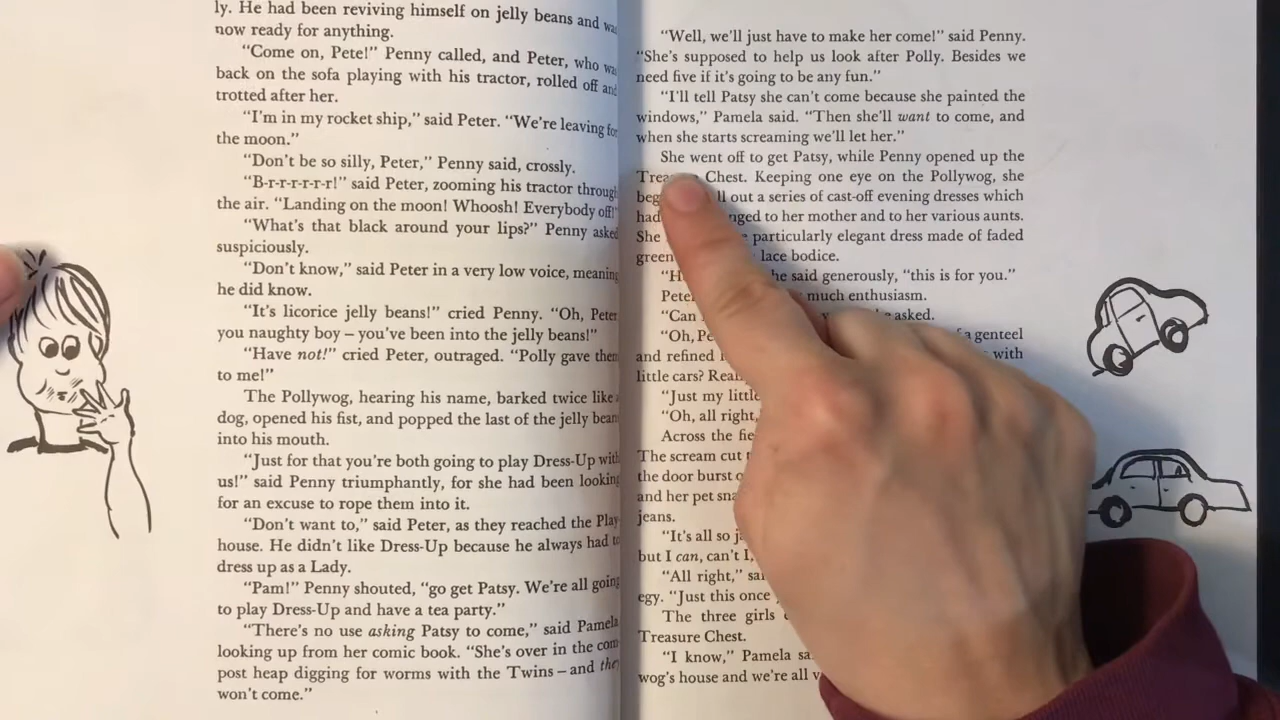 ly. He had been reviving himself on jelly beans and
now ready for anything.
“Come on, Pete!” Penny called, and Peter, who
back on the sofa playing with his tractor, rolled off and
trotted after her.
“I’m in my rocket ship,” said Peter. “We’re leaving for
the moon.”
“Don’t be so silly, Peter,” Penny said, crossly.
“B-r-r-r-r-r-r!” said Peter, zooming his tractor through
the air. “Landing on the moon! Whoosh! Everybody off!”
“What’s that black around your lips?” Penny asked
suspiciously.
“Don’t know,” said Peter in a very low voice, meaning
he did know.
“It’s licorice jelly beans!” cried Penny. “Oh, Peter
you naughty boy – you’ve been into the jelly beans!”
“Have not!” cried Peter, outraged. “Polly gave them
to me!”
The Pollywog, hearing his name, barked twice like
dog, opened his fist, and popped the last of the jelly bean
into his mouth.
“Just for that you’re both going to play Dress-Up with
us!” said Penny triumphantly, for she had been looking
for an excuse to rope them into it.
“Don’t want to,” said Peter, as they reached the Play
house. He didn’t like Dress-Up because he always had to
dress up as a Lady.
“Pam!” Penny shouted, “go get Patsy. We’re all going
to play Dress-Up and have a tea party.”
“There’s no use asking Patsy to come,” said Pamela
looking up from her comic book. “She’s over in the com
post heap digging for worms with the Twins – and they
won’t come.”
“Well, we’ll just have to make her come!” said Penny.
“She’s supposed to help us look after Polly. Besides we
need five if it’s going to be any fun.”
“I’ll tell Patsy she can’t come because she painted the
windows,” Pamela said. “Then she’ll want to come, and
when she starts screaming we’ll let her.”
She went off to get Patsy, while Penny opened up the
Chest. Keeping one eye on the Pollywog, she
out a series of cast-off evening dresses which
had to her mother and to her various aunts.
She particularly elegant dress made of faded
green lace bodice.
he said generously, “this is for you.”
much enthusiasm.
“Can asked.
“Oh, a genteel
and refined with
little cars?
“Just my little
“Oh, all right,
Across the
The scream cut
the door burst
and her pet
jeans.
“It’s all so
but I can, can’t I,
“All right,”
egy. “Just this once
The three girls
Treasure Chest.
“I know,” Pamela
wog’s house and we’re all